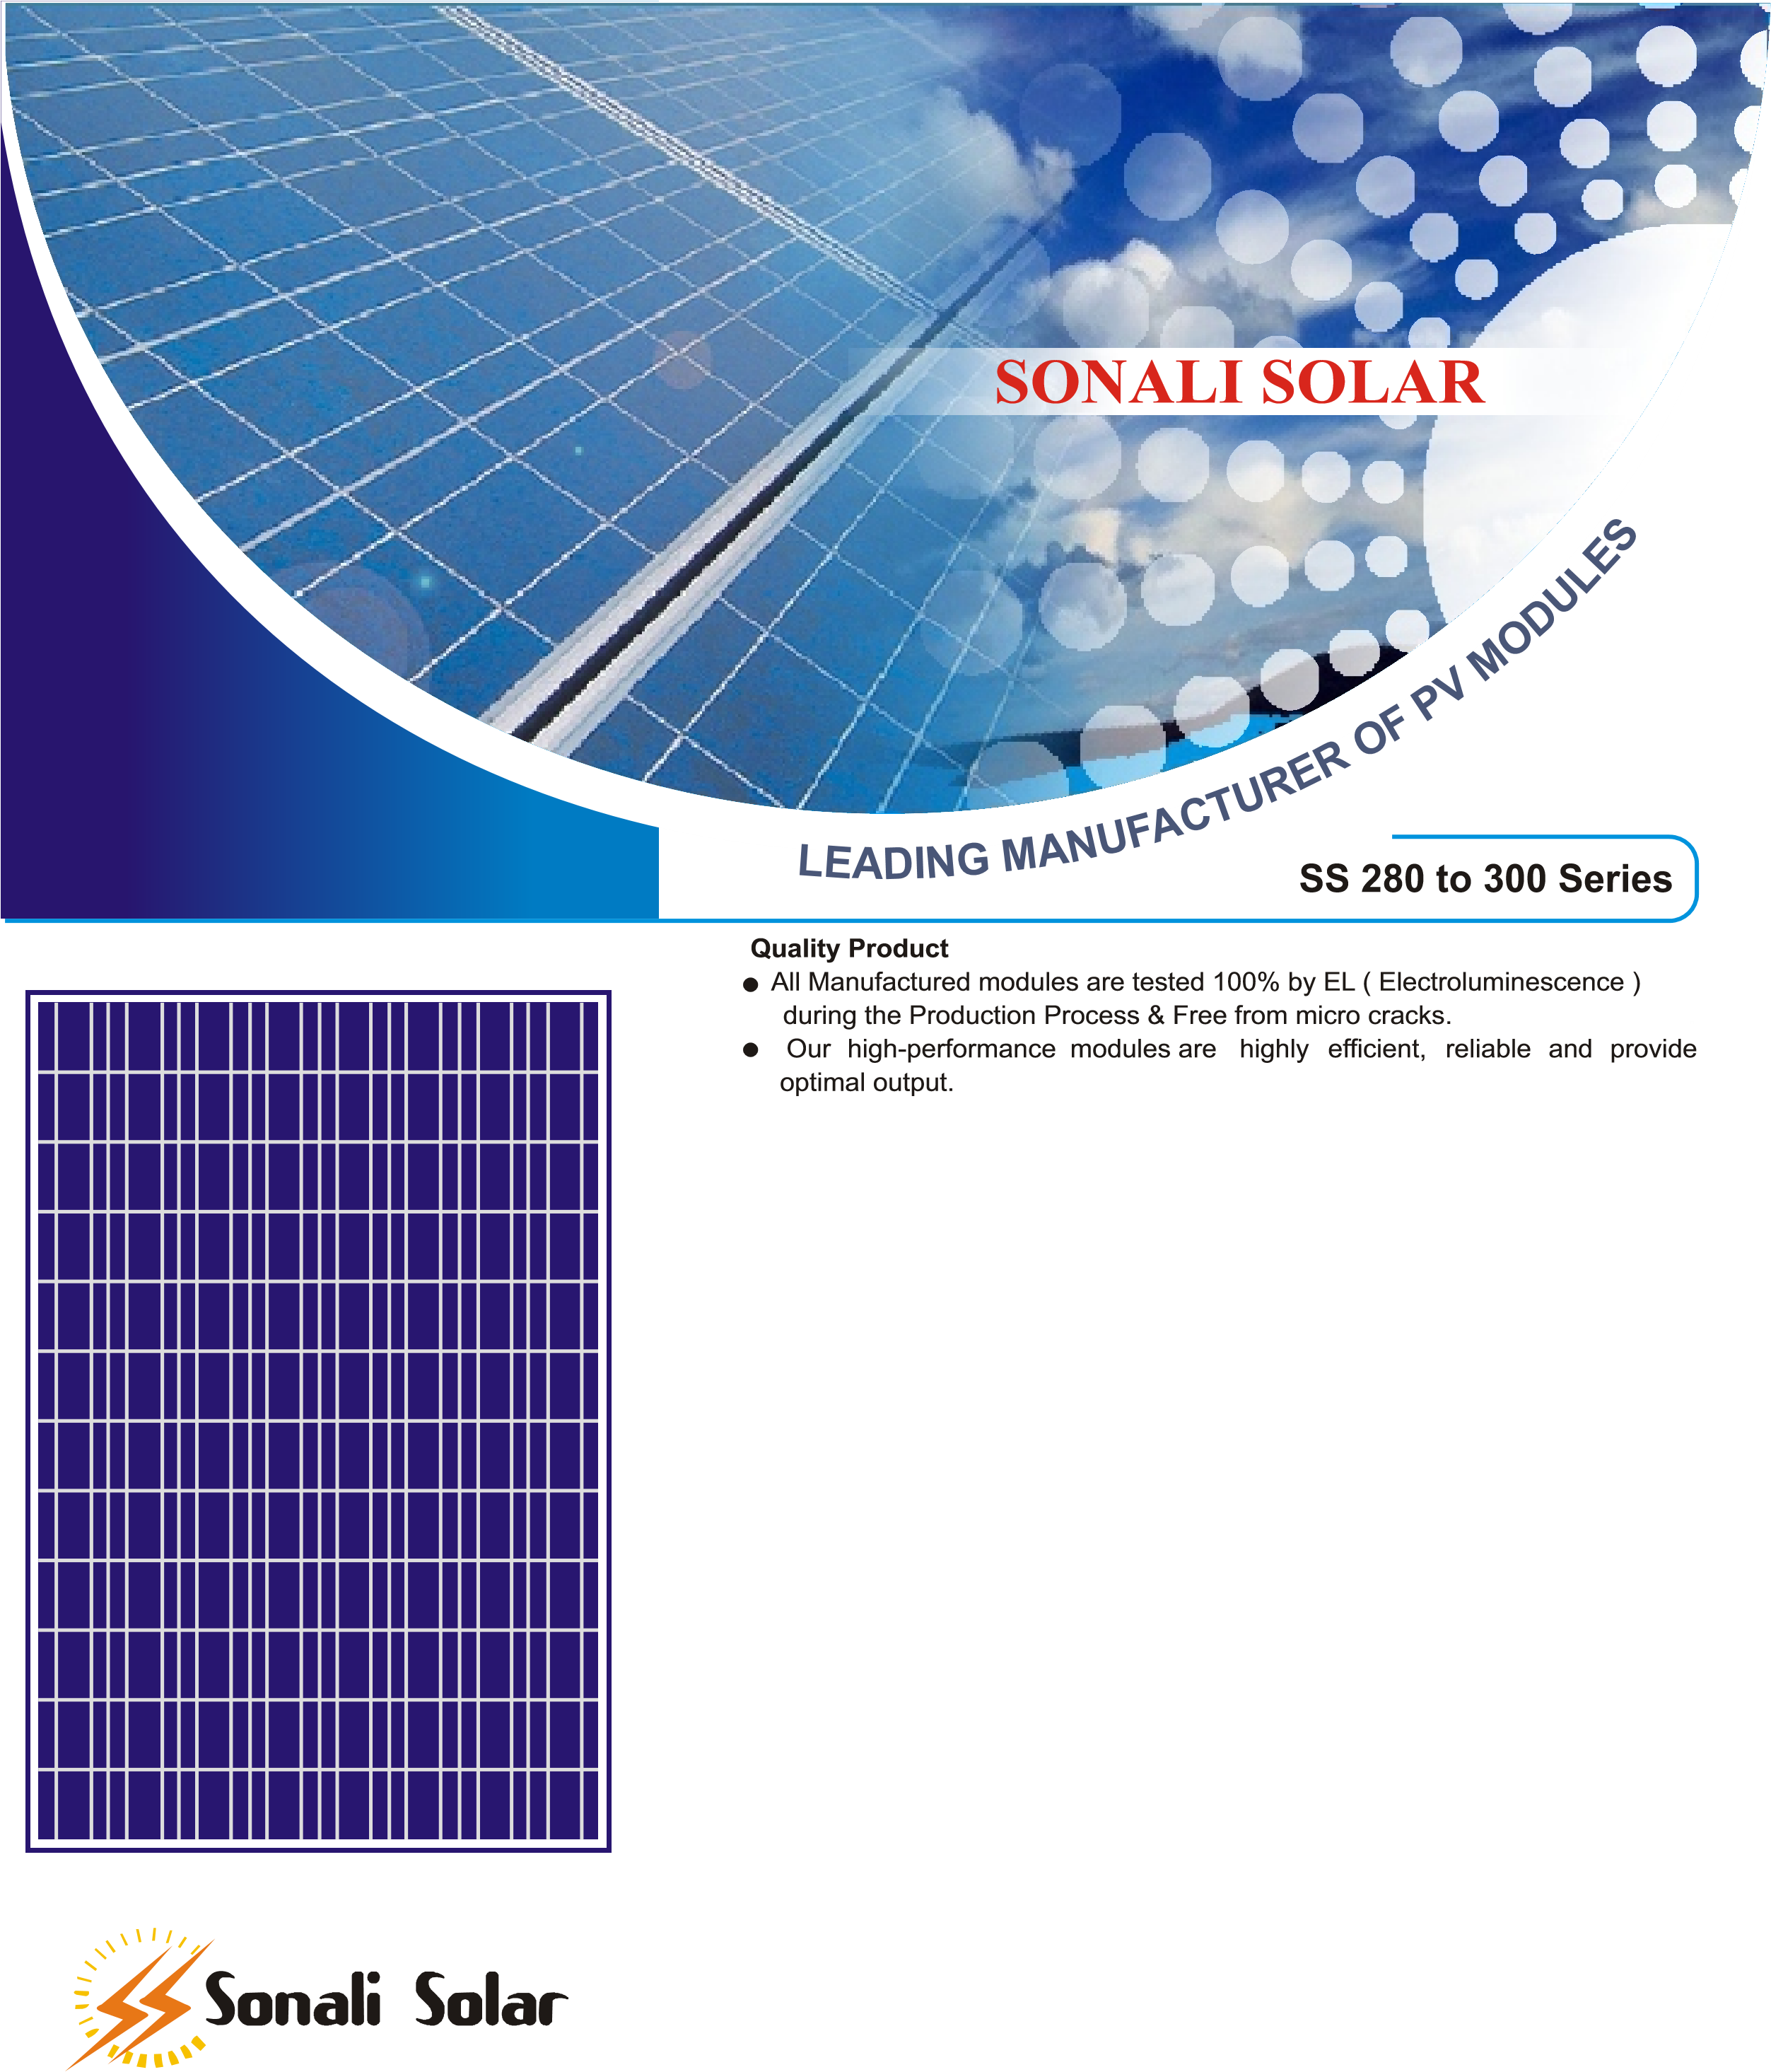 SONALI SOLAR
LEADING MANUFACTURER OF PV MODULES
SS 280 to 300 Series
Quality Product
● All Manufactured modules are tested 100% by EL ( Electroluminescence )
during the Production Process & Free from micro cracks.
● Our high-performance modules are highly efficient, reliable and provide
optimal output.
Sonali Solar